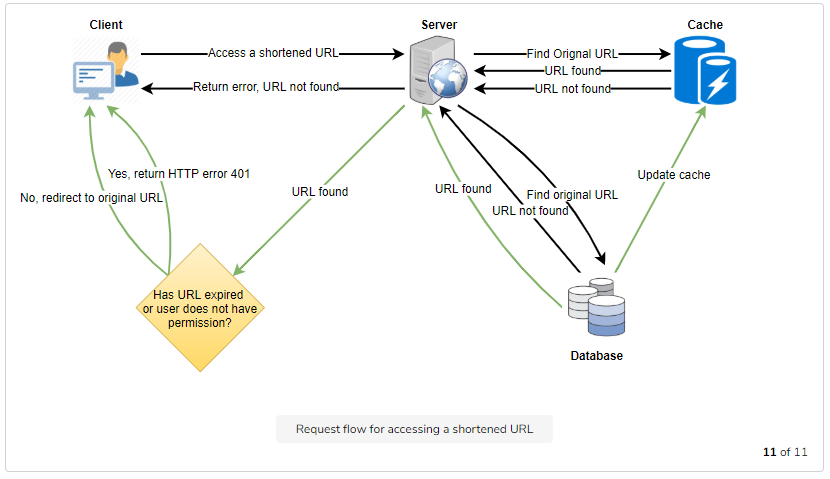 Client
Server
Cache
Access a shortened URL
Find Orignal URL
URL found
Return error, URL not found
URL not found
Yes, return HTTP error 401
Update cache
No, redirect to original URL
URL found
URL found
Find original URL
URL not found
Has URL expired
or user does not have
permission?
Database
Request flow for accessing a shortened URL
11 of 11